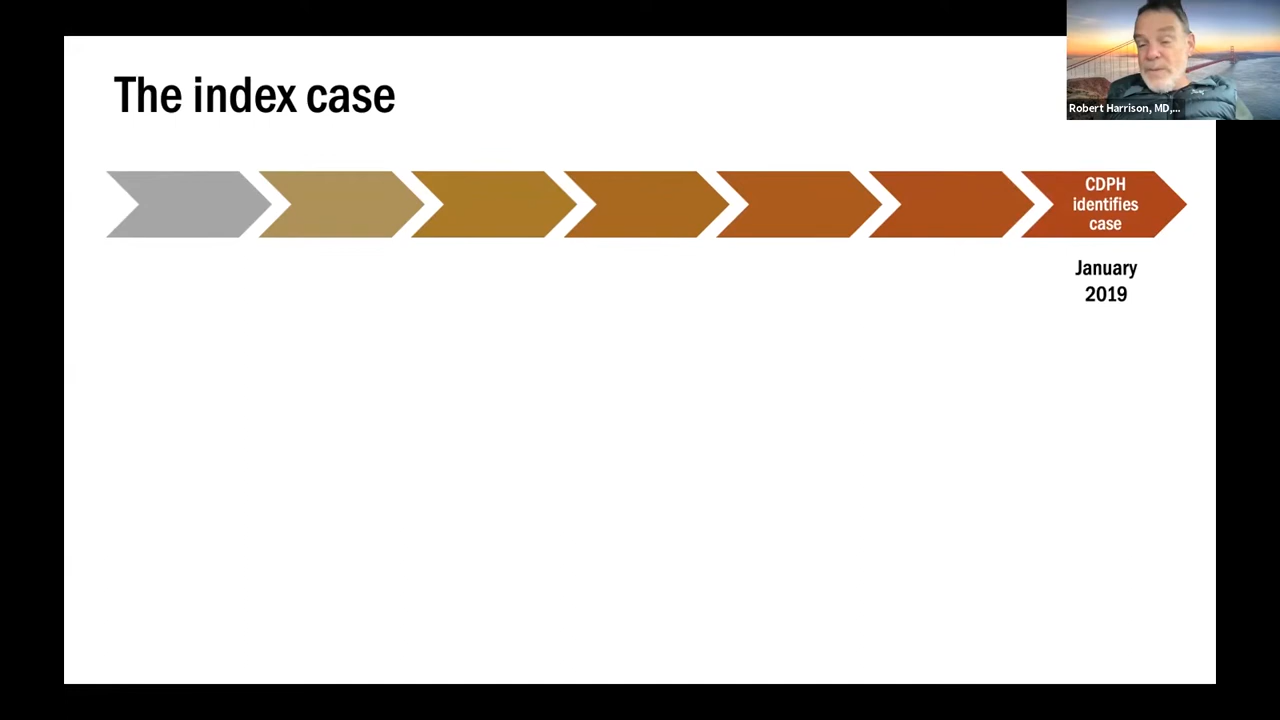 The index case
Robert Harrison, MD,...
CDPH
identifies
case
January
2019